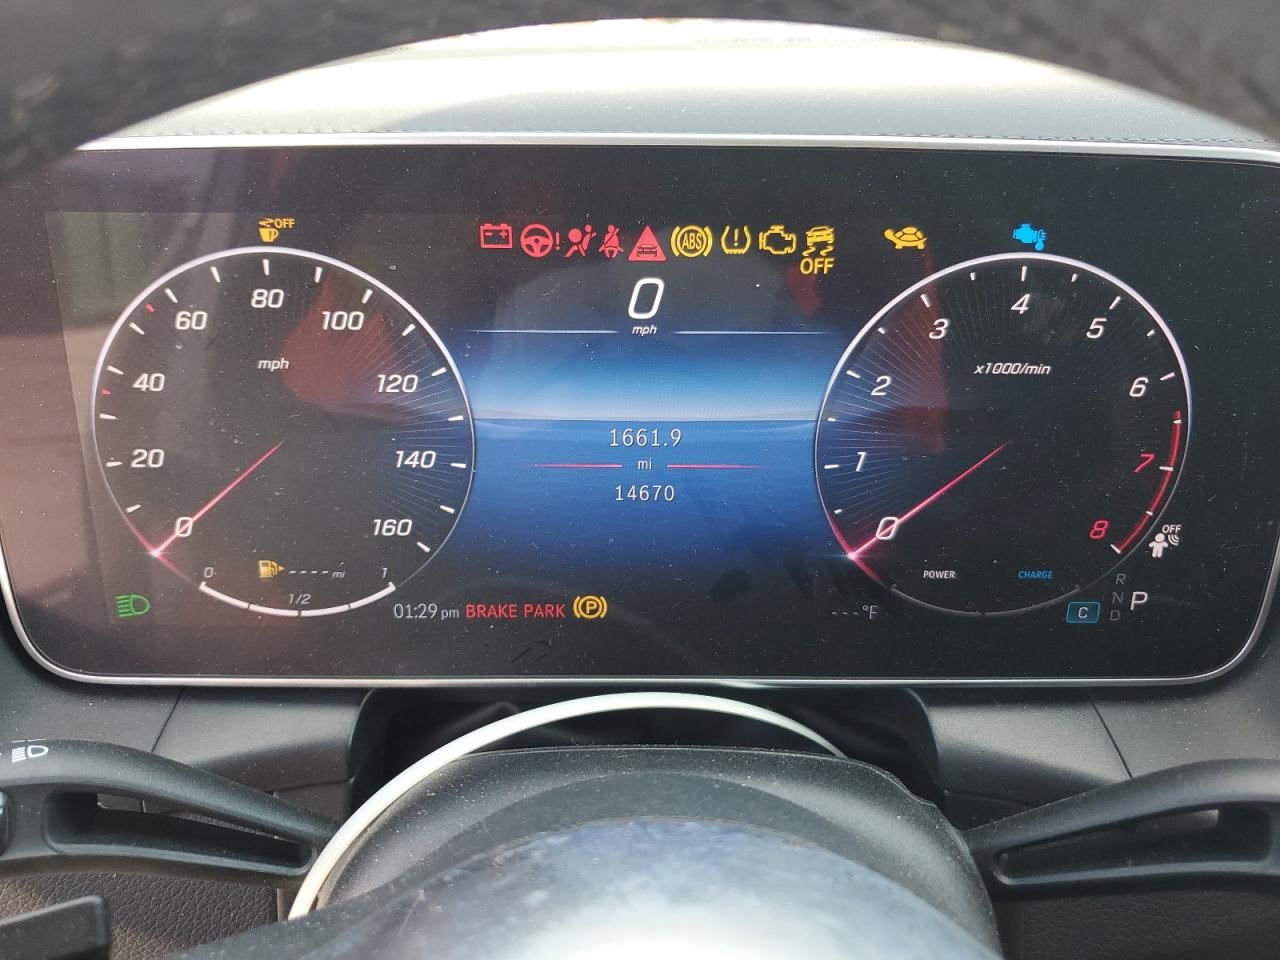 OFF
ABS
OFF
0
mph
0
20
40
60
80
100
120
140
160
mph
1661.9
mi
14670
0
1
2
3
4
5
6
7
8
x1000/min
OFF
0
1/2
1
---- mi
POWER
CHARGE
01:29 pm BRAKE PARK P
---°F
C
R
N
D
P